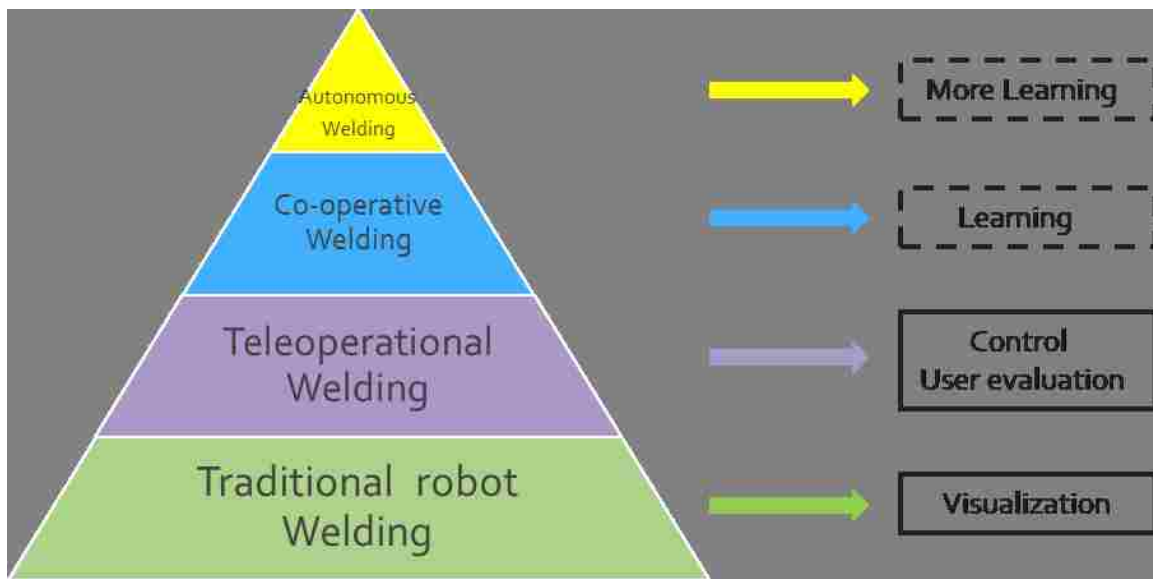 Autonomous
Welding
More Learning
Co-operative
Welding
Learning
Teleoperational
Welding
Control
User evaluation
Traditional robot
Welding
Visualization